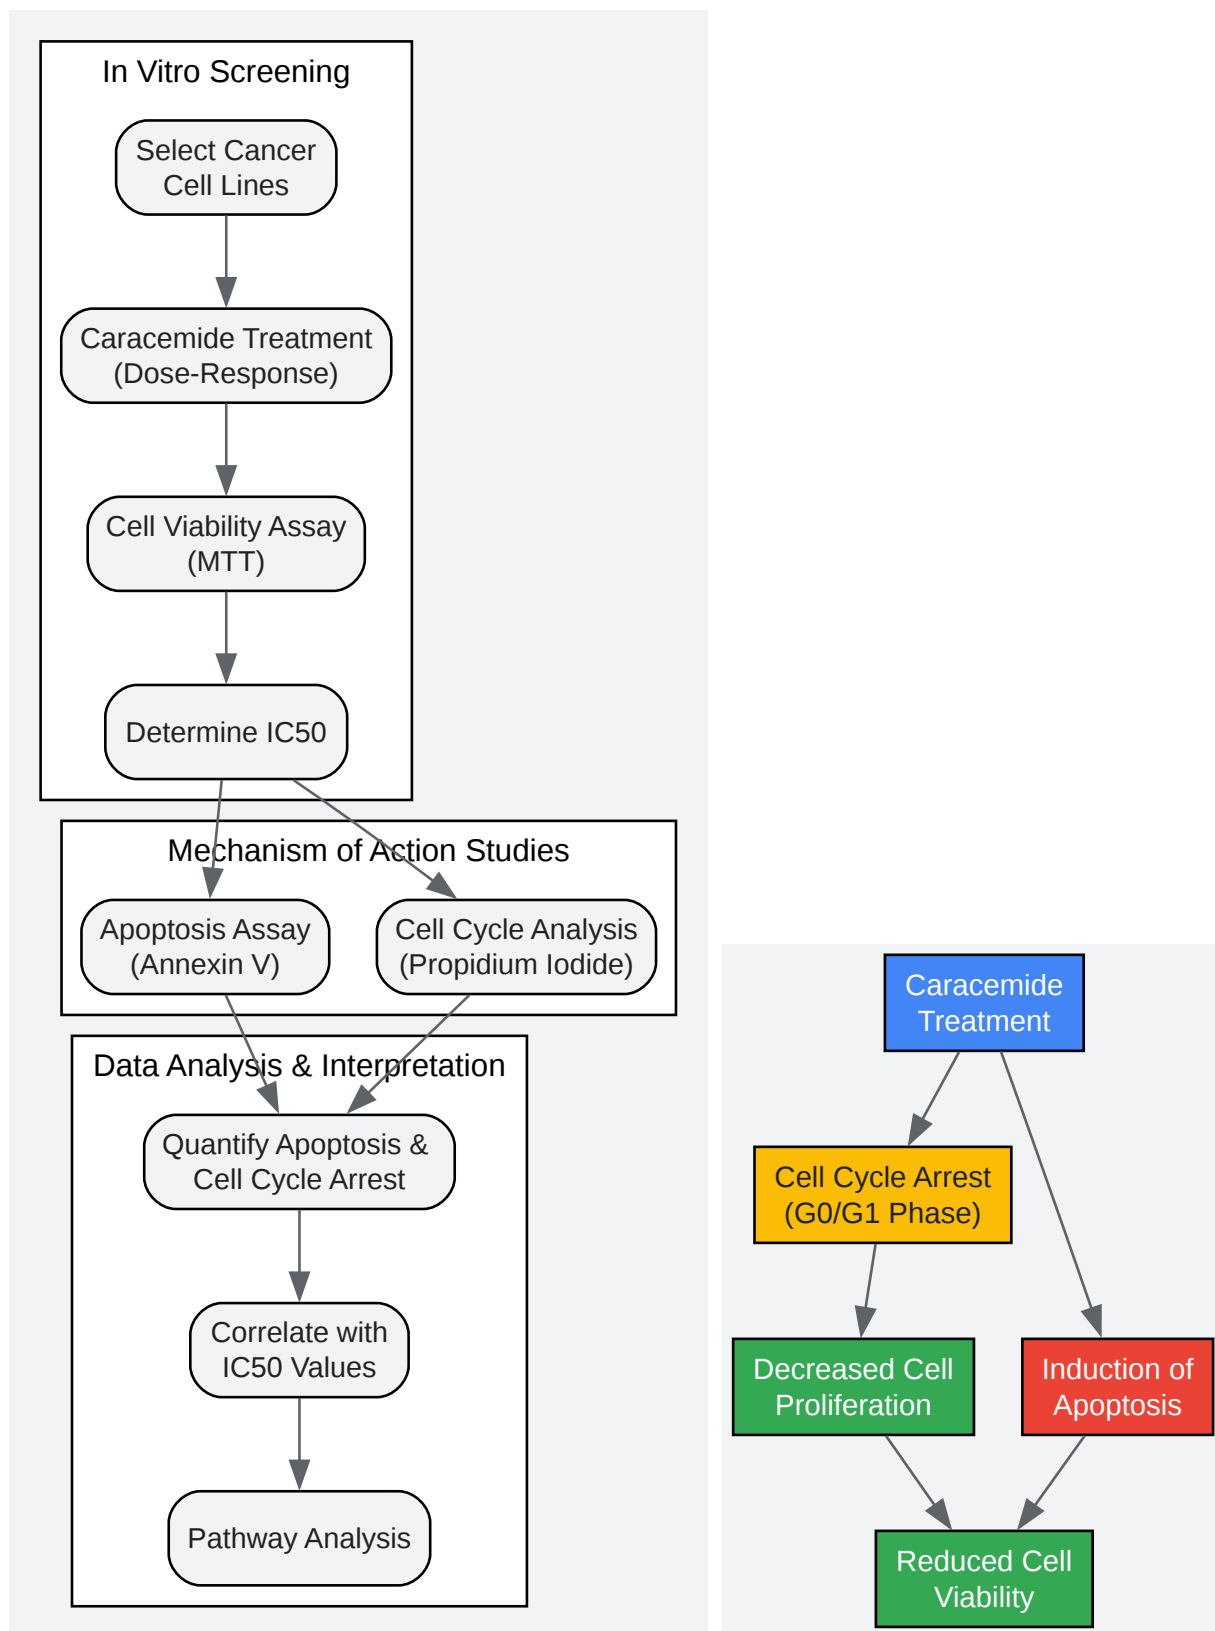 In Vitro Screening
Select Cancer
Cell Lines
Caracemide Treatment
(Dose-Response)
Cell Viability Assay
(MTT)
Determine IC50
Mechanism of Action Studies
Apoptosis Assay
(Annexin V)
Cell Cycle Analysis
(Propidium Iodide)
Data Analysis & Interpretation
Quantify Apoptosis &
Cell Cycle Arrest
Correlate with
IC50 Values
Pathway Analysis
Caracemide
Treatment
Cell Cycle Arrest
(G0/G1 Phase)
Decreased Cell
Proliferation
Induction of
Apoptosis
Reduced Cell
Viability